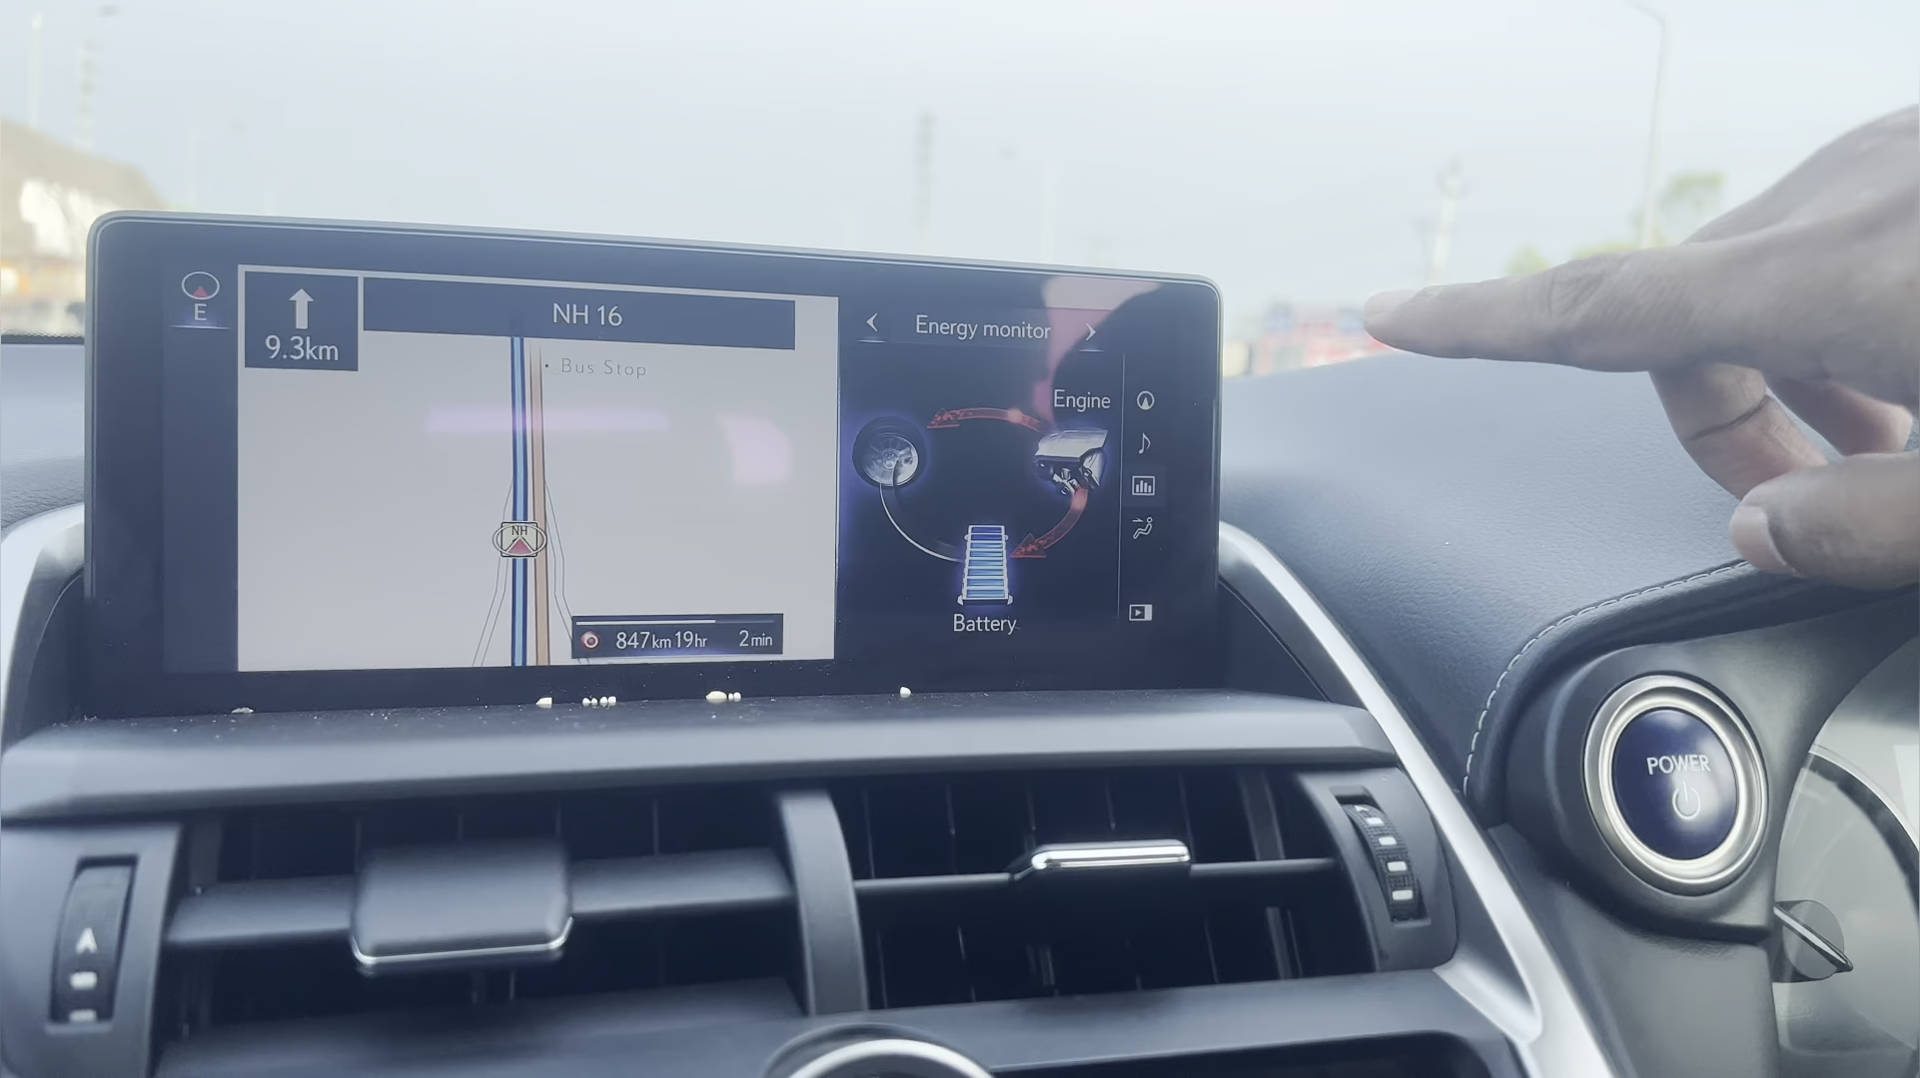 E
9.3km
NH 16
Bus Stop
NH
847km 19hr 2min
Energy monitor
Engine
Battery
POWER
A